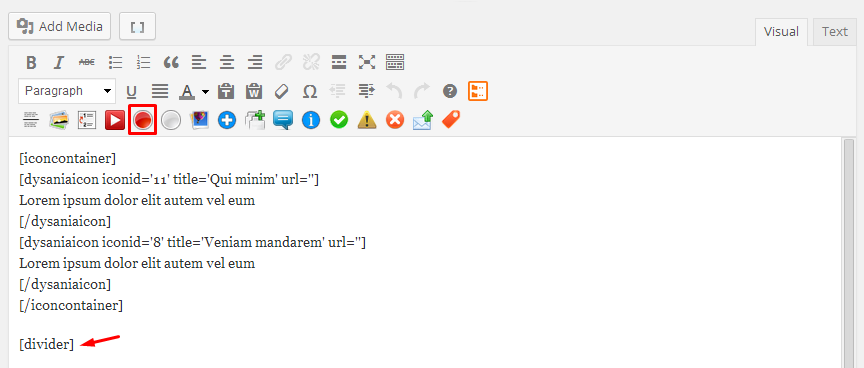 Add Media [ ]
Visual Text
B I ABC
Paragraph U A T W Ω ?
[iconcontainer]
[dysaniaicon iconid='11' title='Qui minim' url='']
Lorem ipsum dolor elit autem vel eum
[/dysaniaicon]
[dysaniaicon iconid='8' title='Veniam mandarem' url='']
Lorem ipsum dolor elit autem vel eum
[/dysaniaicon]
[/iconcontainer]
[divider]